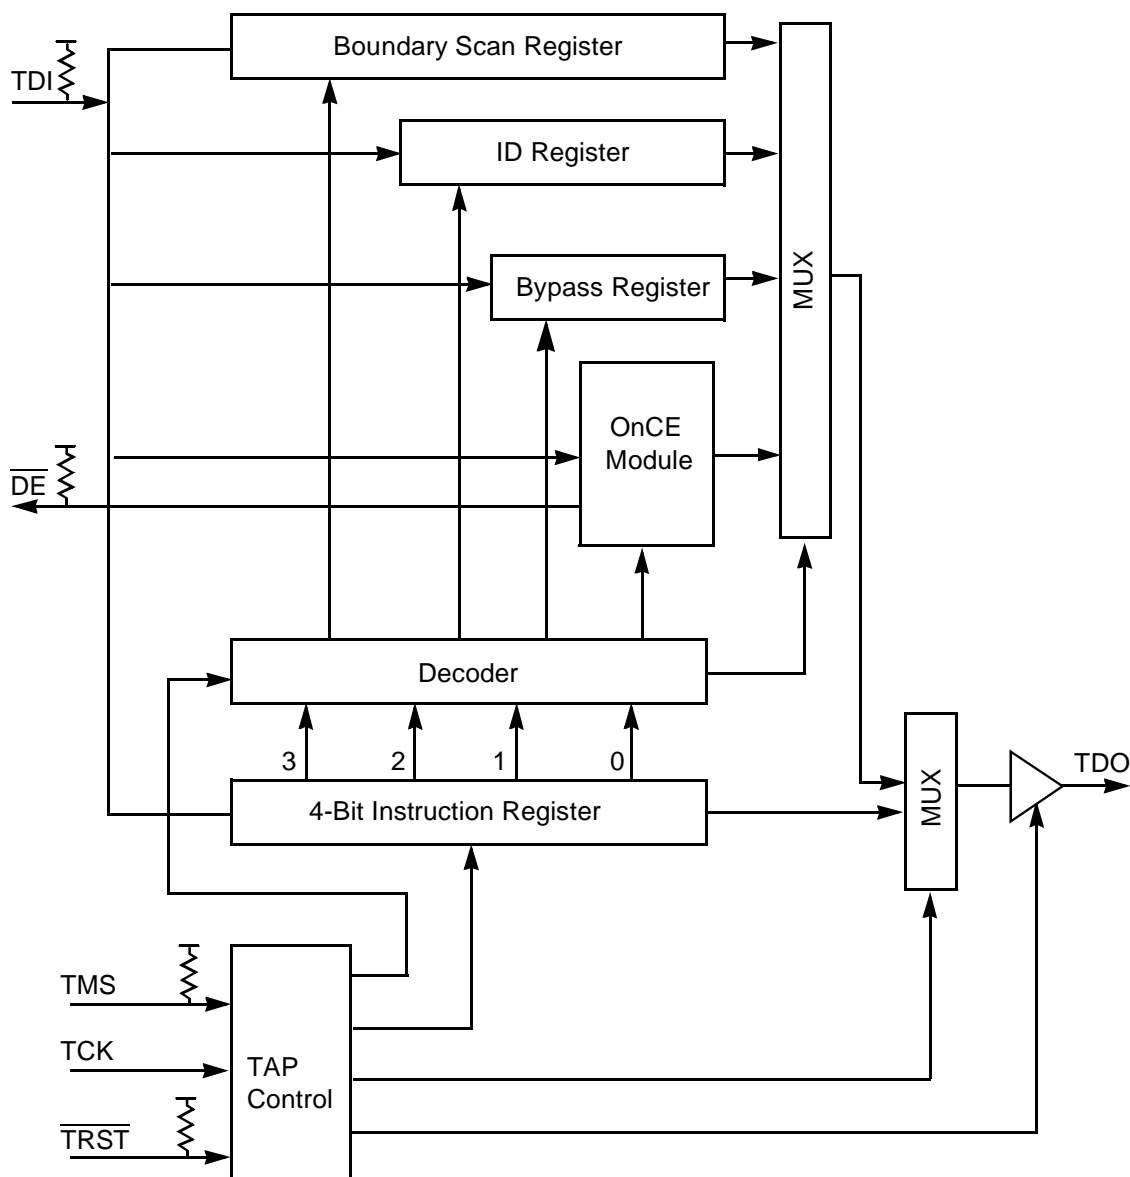 Boundary Scan Register
TDI
ID Register
Bypass Register
MUX
OnCE
Module
DE
Decoder
3 2 1 0
4-Bit Instruction Register
MUX
TDO
TMS
TCK
TAP
Control
TRST